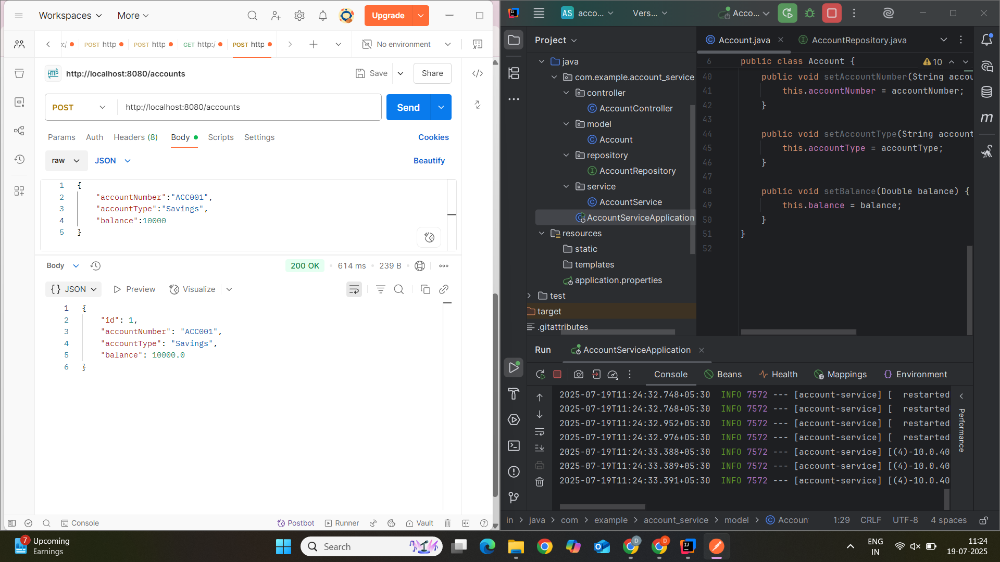 Workspaces
More
Upgrade
POST http
POST http
GET http:/
POST http
No environment
HTTP
http://localhost:8080/accounts
Save
Share
POST
http://localhost:8080/accounts
Send
Params
Auth
Headers (8)
Body
Scripts
Settings
Cookies
raw
JSON
Beautify
1 {
2 "accountNumber":"ACC001",
3 "accountType":"Savings",
4 "balance":10000
5 }
Body
200 OK
614 ms
239 B
{} JSON
Preview
Visualize
1 {
2 "id": 1,
3 "accountNumber": "ACC001",
4 "accountType": "Savings",
5 "balance": 10000.0
6 }
Console
Postbot
Runner
Vault
AS
acco...
Vers...
Acco...
Project
java
com.example.account_service
controller
AccountController
model
Account
repository
AccountRepository
service
AccountService
AccountServiceApplication
resources
static
templates
application.properties
test
target
.gitattributes
Account.java
AccountRepository.java
6 public class Account {
10
40 public void setAccountNumber(String accou
41 this.accountNumber = accountNumber;
42 }
43
44 public void setAccountType(String account
45 this.accountType = accountType;
46 }
47
48 public void setBalance(Double balance) {
49 this.balance = balance;
50 }
51 }
52
Run
AccountServiceApplication
Console
Beans
Health
Mappings
Environment
2025-07-19T11:24:32.748+05:30 INFO 7572 --- [account-service] [ restarted
2025-07-19T11:24:32.768+05:30 INFO 7572 --- [account-service] [ restarted
2025-07-19T11:24:32.952+05:30 INFO 7572 --- [account-service] [ restarted
2025-07-19T11:24:32.976+05:30 INFO 7572 --- [account-service] [ restarted
2025-07-19T11:24:33.388+05:30 INFO 7572 --- [account-service] [(4)-10.0.40
2025-07-19T11:24:33.389+05:30 INFO 7572 --- [account-service] [(4)-10.0.40
2025-07-19T11:24:33.391+05:30 INFO 7572 --- [account-service] [(4)-10.0.40
Performance
in > java > com > example > account_service > model > Accoun
1:29
CRLF
UTF-8
4 spaces
7
Upcoming
Earnings
Search
D
D
ENG
IN
11:24
19-07-2025